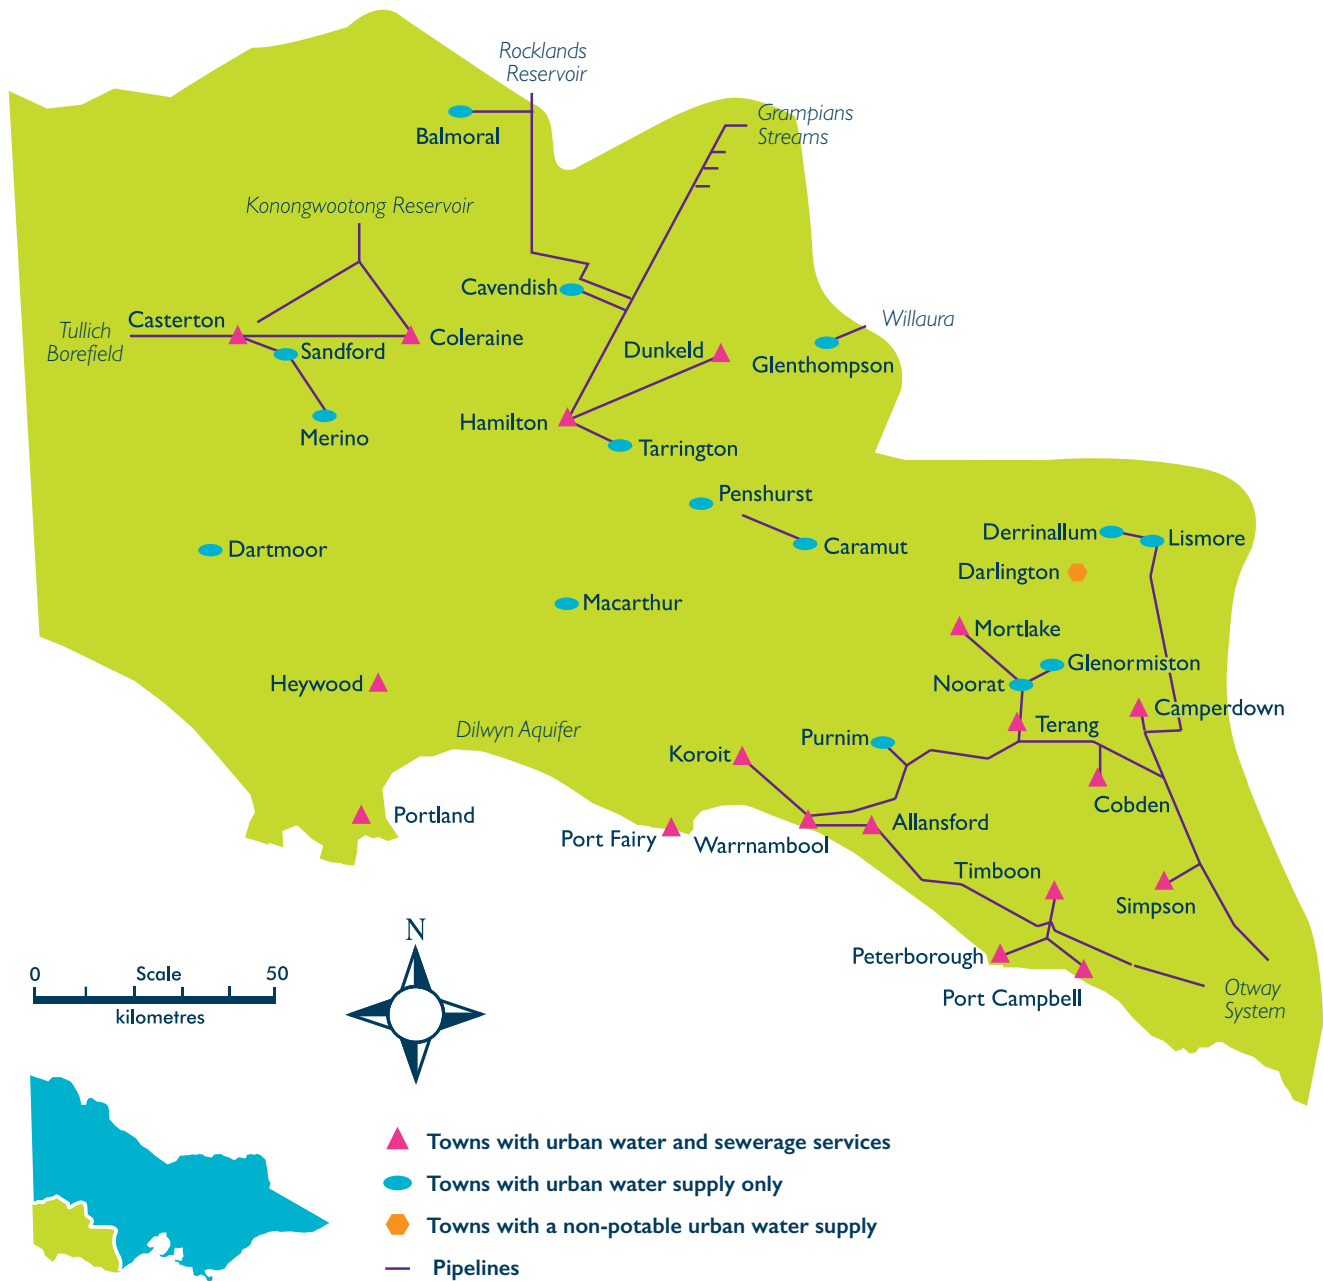 Rocklands
Reservoir
Grampians
Streams
Balmoral
Konongwootong Reservoir
Cavendish
Casterton
Tullich
Borefield
Sandford
Coleraine
Willaura
Dunkeld
Glenthompson
Merino
Hamilton
Tarrington
Penshurst
Caramut
Derrinallum
Lismore
Dartmoor
Darlington
Macarthur
Mortlake
Glenormiston
Heywood
Noorat
Camperdown
Dilwyn Aquifer
Terang
Purnim
Koroit
Cobden
Portland
Port Fairy
Warrnambool
Allansford
Timboon
Simpson
Peterborough
Port Campbell
Otway
System
N
0 Scale 50
kilometres
Towns with urban water and sewerage services
Towns with urban water supply only
Towns with a non-potable urban water supply
Pipelines